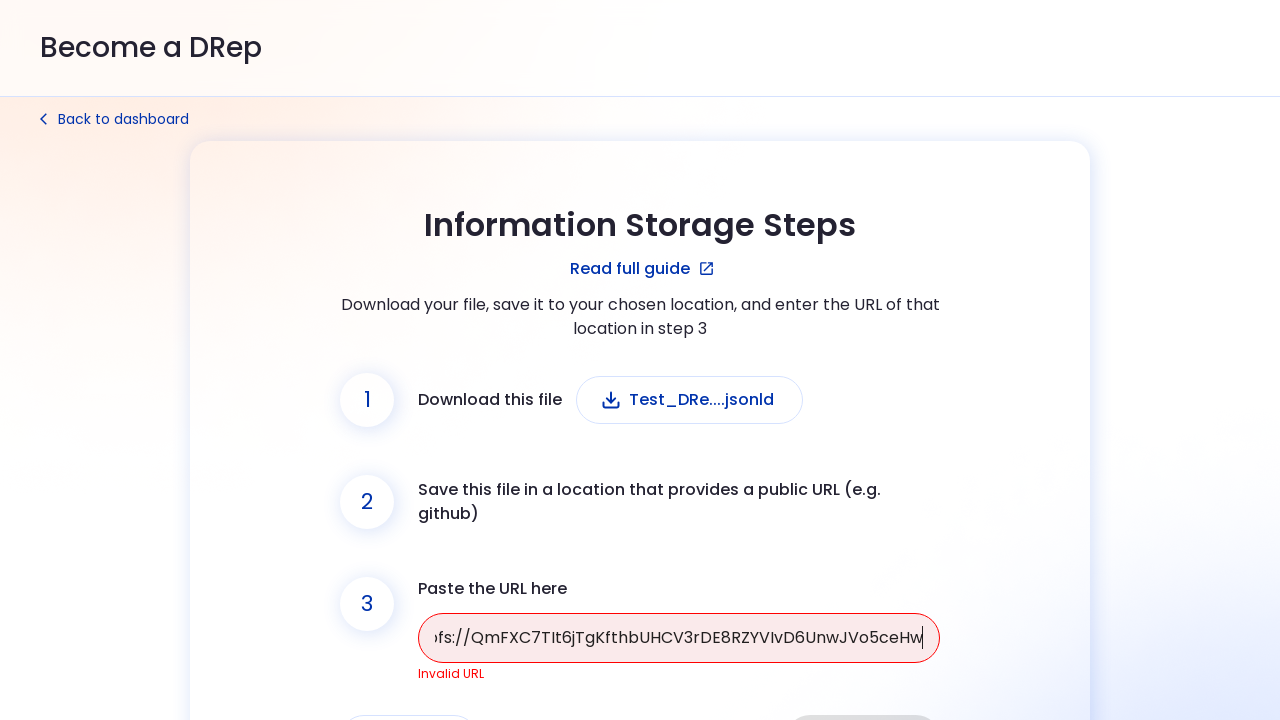 Become a DRep
Back to dashboard
Information Storage Steps
Read full guide
Download your file, save it to your chosen location, and enter the URL of that
location in step 3
1
Download this file
Test_DRe....jsonld
2
Save this file in a location that provides a public URL (e.g.
github)
3
Paste the URL here
pfs://QmFXC7TIt6jTgKfthbUHCV3rDE8RZYVIvD6UnwJVo5ceHw
Invalid URL